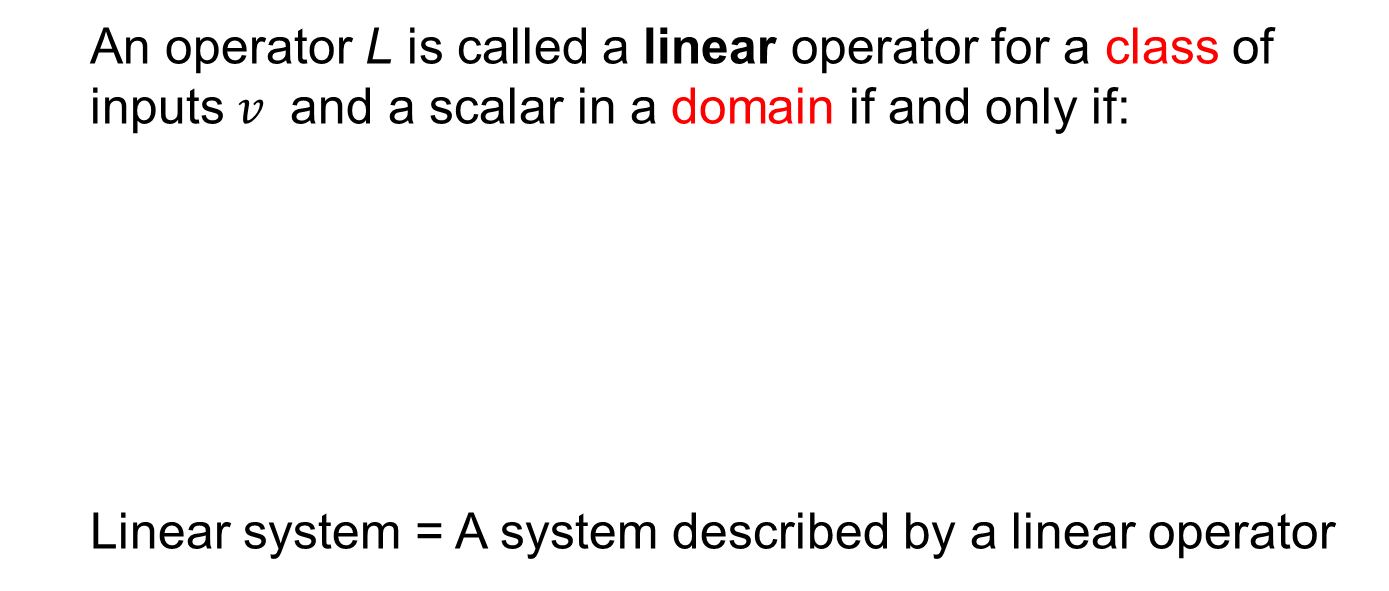 An operator L is called a linear operator for a class of
inputs v and a scalar in a domain if and only if:
Linear system = A system described by a linear operator